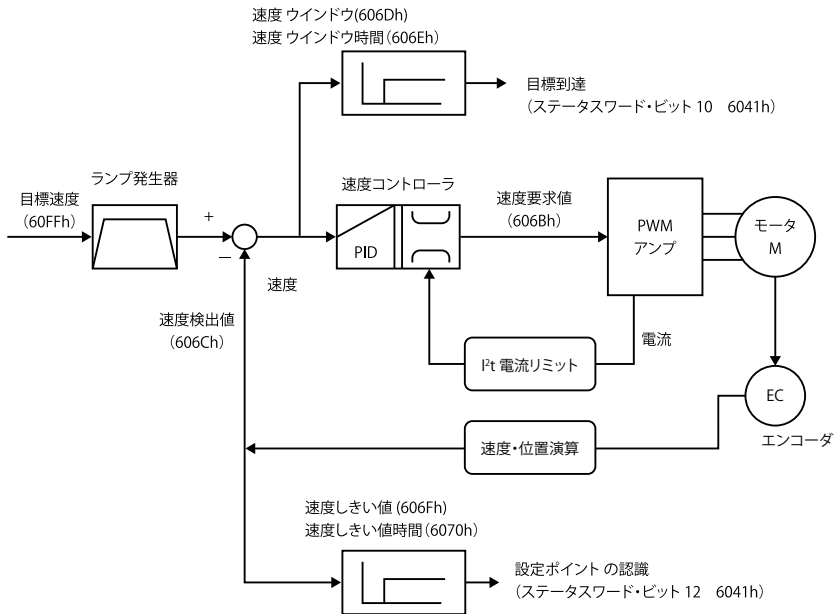 速度 ウインドウ(606Dh)
速度 ウインドウ時間(606Eh)
目標到達
(ステータスワード・ビット 10 6041h)
目標速度
(60FFh)
ランプ発生器
+
−
速度コントローラ
PID
速度要求値
(606Bh)
PWM
アンプ
モータ
M
速度
速度検出値
(606Ch)
I²t 電流リミット
電流
EC
エンコーダ
速度・位置演算
速度しきい値 (606Fh)
速度しきい値時間(6070h)
設定ポイント の認識
(ステータスワード・ビット 12 6041h)